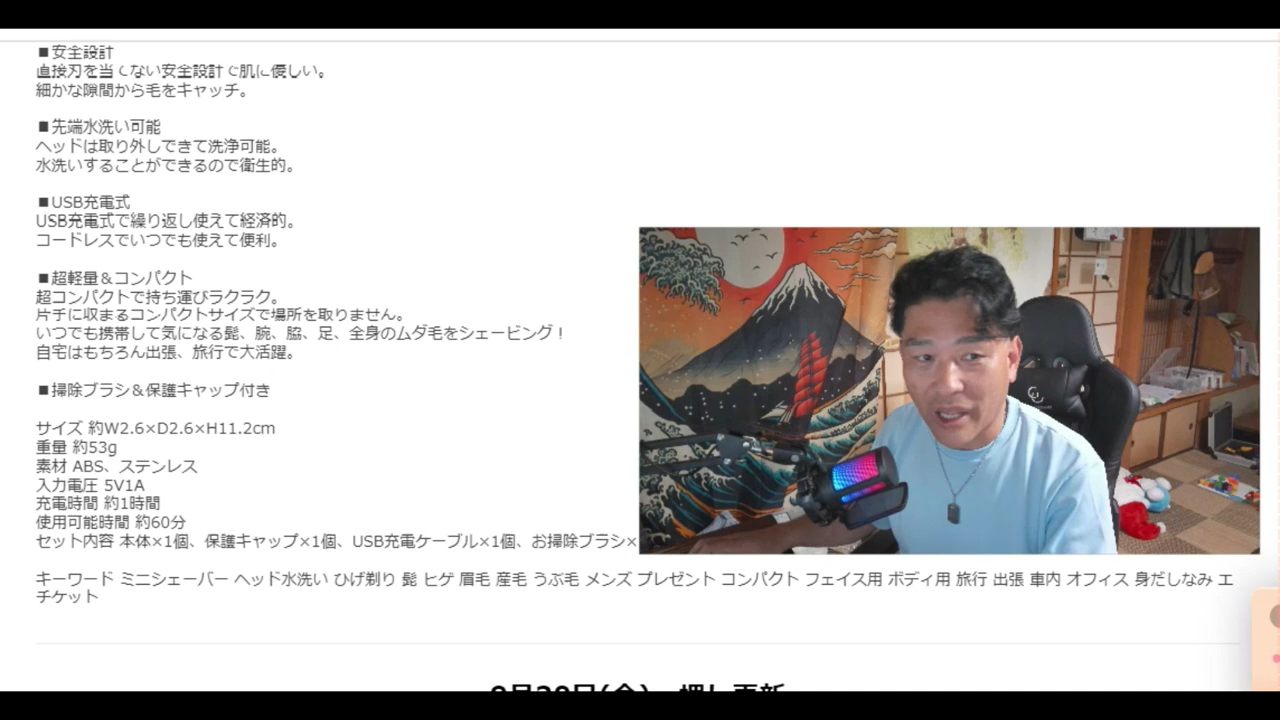 ■安全設計
直接刃を当てない安全設計で肌に優しい。
細かな隙間から毛をキャッチ。
■先端水洗い可能
ヘッドは取り外しできて洗浄可能。
水洗いすることができるので衛生的。
■USB充電式
USB充電式で繰り返し使えて経済的。
コードレスでいつでも使えて便利。
■超軽量＆コンパクト
超コンパクトで持ち運びラクラク。
片手に収まるコンパクトサイズで場所を取りません。
いつでも携帯して気になる髭、腕、脇、足、全身のムダ毛をシェービング！
自宅はもちろん出張、旅行で大活躍。
■掃除ブラシ＆保護キャップ付き
サイズ 約W2.6×D2.6×H11.2cm
重量 約53g
素材 ABS、ステンレス
入力電圧 5V1A
充電時間 約1時間
使用可能時間 約60分
セット内容 本体×1個、保護キャップ×1個、USB充電ケーブル×1個、お掃除ブラシ×
キーワード ミニシェーバー ヘッド水洗い ひげ剃り 髭 ヒゲ 眉毛 産毛 うぶ毛 メンズ プレゼント コンパクト フェイス用 ボディ用 旅行 出張 車内 オフィス 身だしなみ エ
チケット